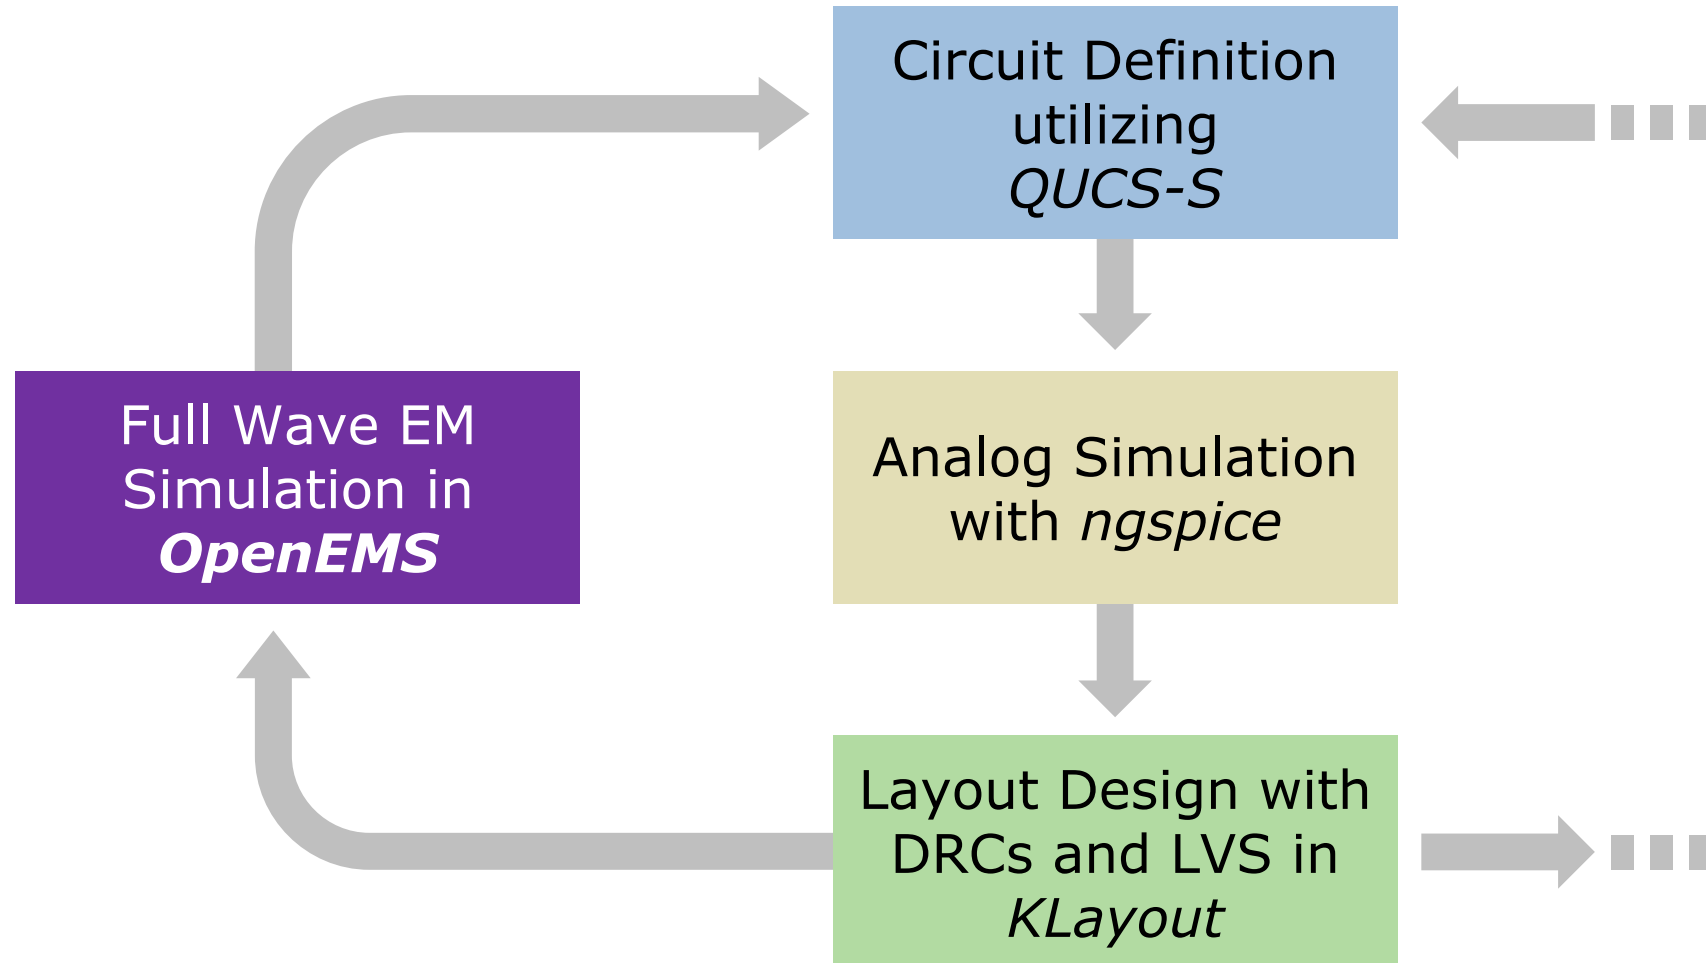 Circuit Definition
utilizing
QUCS-S
Full Wave EM
Simulation in
OpenEMS
Analog Simulation
with ngspice
Layout Design with
DRCs and LVS in
KLayout